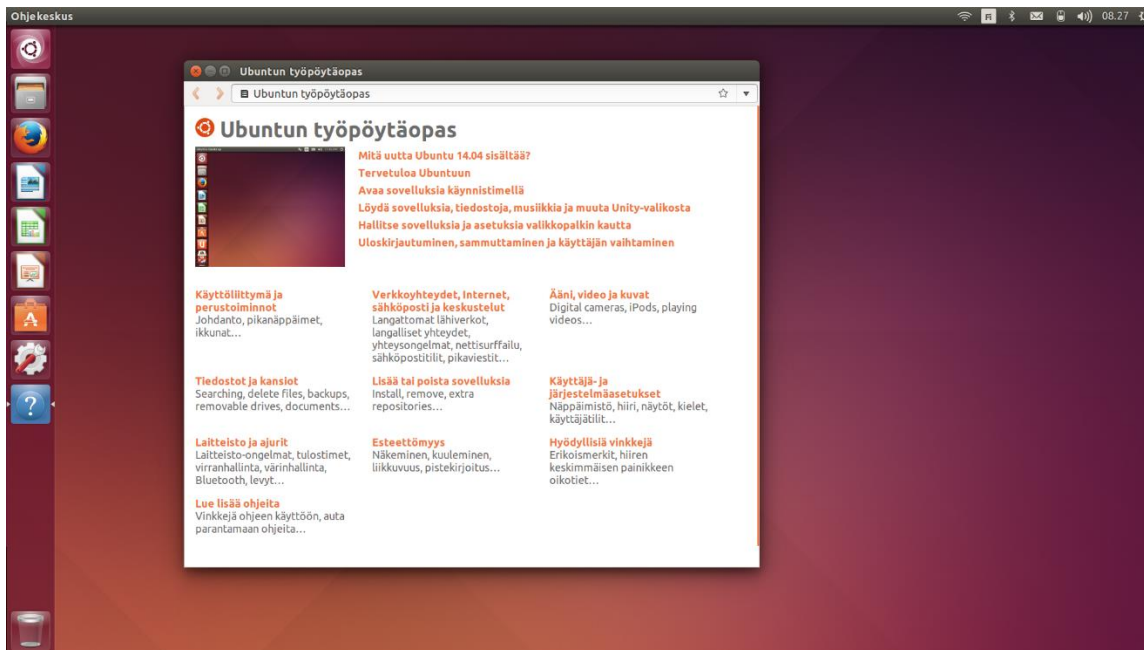 Ohjekeskus
FI
08.27
Ubuntun työpöytäopas
Ubuntun työpöytäopas
Ubuntun työpöytäopas
Mitä uutta Ubuntu 14.04 sisältää?
Tervetuloa Ubuntuun
Avaa sovelluksia käynnistimellä
Löydä sovelluksia, tiedostoja, musiikkia ja muuta Unity-valikosta
Hallitse sovelluksia ja asetuksia valikkopalkin kautta
Uloskirjautuminen, sammuttaminen ja käyttäjän vaihtaminen
Käyttöliittymä ja
perustoiminnot
Johdanto, pikanäppäimet,
ikkunat…
Verkkoyhteydet, Internet,
sähköposti ja keskustelut
Langattomat lähiverkot,
langalliset yhteydet,
yhteysongelmat, nettisurffailu,
sähköpostitilit, pikaviestit…
Ääni, video ja kuvat
Digital cameras, iPods, playing
videos…
Tiedostot ja kansiot
Searching, delete files, backups,
removable drives, documents…
Lisää tai poista sovelluksia
Install, remove, extra
repositories…
Käyttäjä- ja
järjestelmäasetukset
Näppäimistö, hiiri, näytöt, kielet,
käyttäjätilit…
Laitteisto ja ajurit
Laitteisto-ongelmat, tulostimet,
virranhallinta, värinhallinta,
Bluetooth, levyt…
Esteettömyys
Näkeminen, kuuleminen,
liikkuvuus, pistekirjoitus…
Hyödyllisiä vinkkejä
Erikoismerkit, hiiren
keskimmäisen painikkeen
oikotiet…
Lue lisää ohjeita
Vinkkejä ohjeen käyttöön, auta
parantamaan ohjeita…